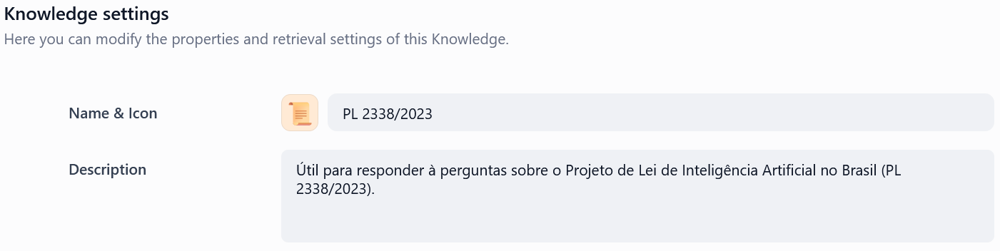 Knowledge settings
Here you can modify the properties and retrieval settings of this Knowledge.
Name & Icon
PL 2338/2023
Description
Útil para responder à perguntas sobre o Projeto de Lei de Inteligência Artificial no Brasil (PL
2338/2023).